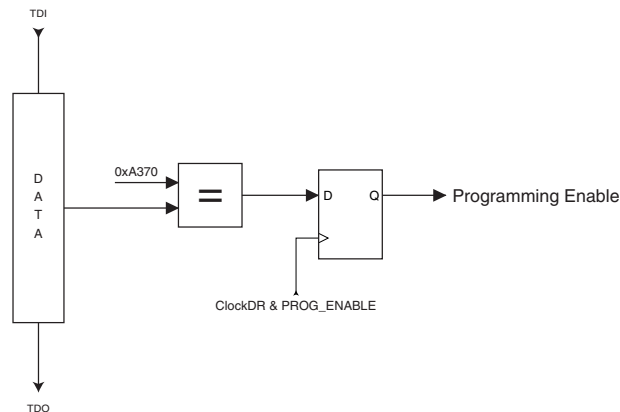 TDI
D
A
T
A
0xA370
=
D
Q
Programming Enable
ClockDR & PROG_ENABLE
TDO